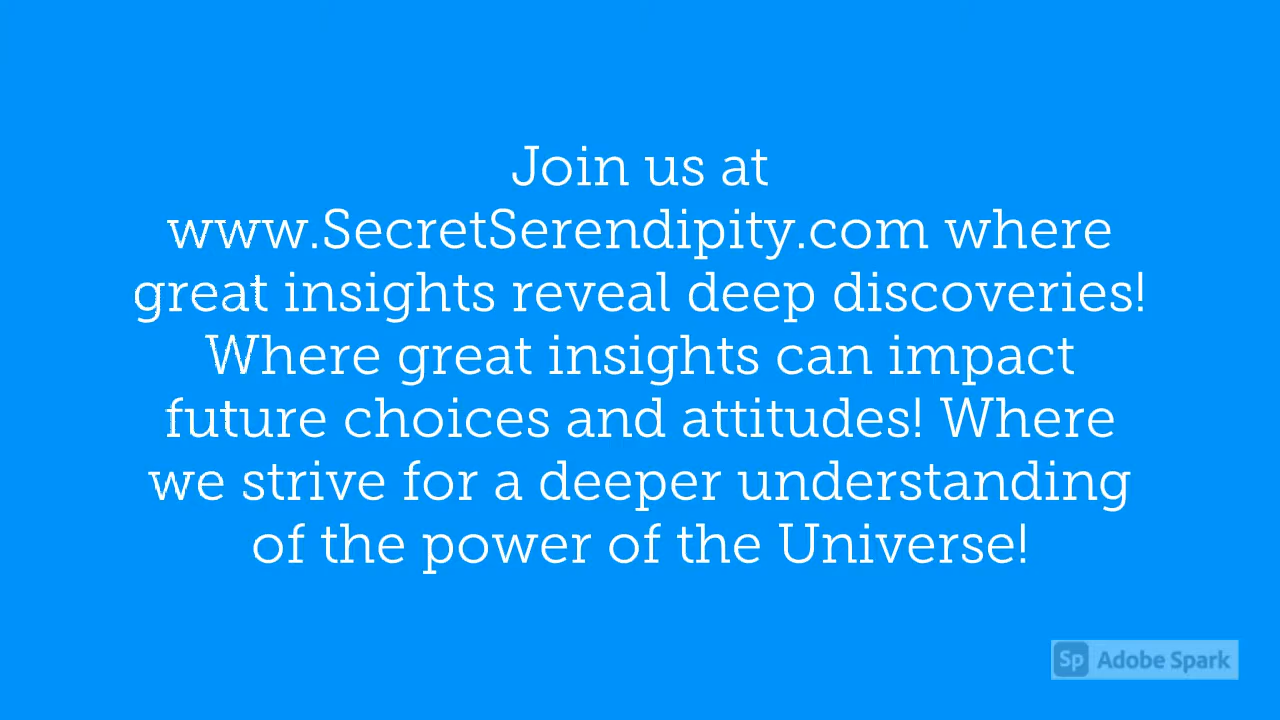 Join us at
www.SecretSerendipity.com where
great insights reveal deep discoveries!
Where great insights can impact
future choices and attitudes! Where
we strive for a deeper understanding
of the power of the Universe!
Sp Adobe Spark